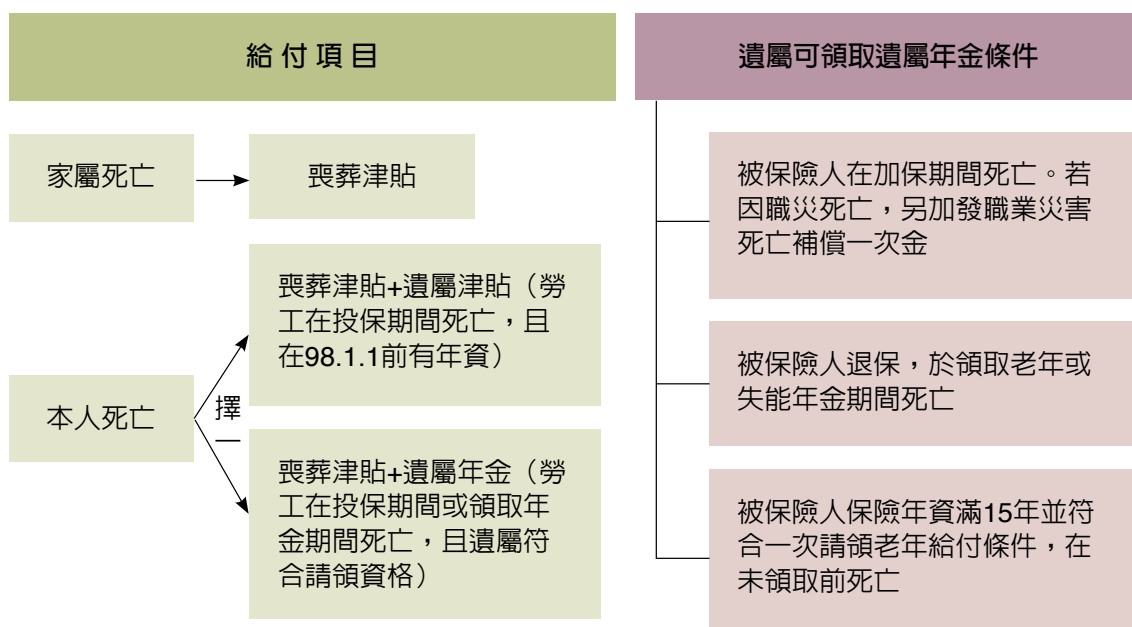 給付項目
家屬死亡
喪葬津貼
喪葬津貼+遺屬津貼（勞
工在投保期間死亡，且
在98.1.1前有年資）
本人死亡
擇
一
喪葬津貼+遺屬年金（勞
工在投保期間或領取年
金期間死亡，且遺屬符
合請領資格）
遺屬可領取遺屬年金條件
被保險人在加保期間死亡。若
因職災死亡，另加發職業災害
死亡補償一次金
被保險人退保，於領取老年或
失能年金期間死亡
被保險人保險年資滿15年並符
合一次請領老年給付條件，在
未領取前死亡